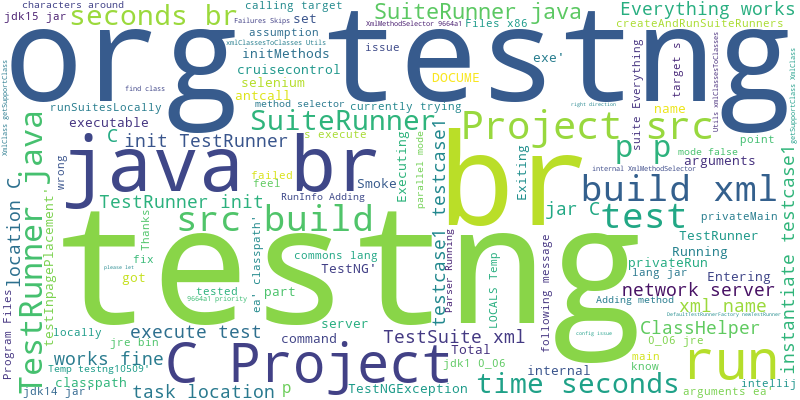 characters around
calling target
Failures Skips
Files x86
XmlMethodSelector 9664a1
Everything works
jdk15 jar
seconds br
set
SuiteRunner java
createAndRunSuiteRunners
org testng
assumption
xmlClassesToClasses Utils
initMethods
issue
exe'
cruisecontrol
DOCUME
selenium
find class
antcall
target s
suite Everything
Utils xmlClassesToClasses
XmlClass getSupportClass
getSupportClass XmlClass
runSuitesLocally
method selector
currently trying
right direction
name
executable
SuiteRunner
Project src
point
C
init TestRunner
s execute
testcase1 testcase1
mode false
parallel mode
arguments
java br
br
p p
internal XmlMethodSelector
wrong
failed
feel
Smoke
Executing
Exiting
build xml
TestRunner java
RunInfo Adding
TestRunner init
src build
jar C
test
privateMain
location C
testInpagePlacement'
Thanks
ea' classpath'
commons lang
TestNG'
Parser Running
TestRunner
instantiate testcase1
fix
privateRun
Running
lang jar
Entering
please let
got
testng
LOCALS Temp
following message
network server
tested
9664a1 priority
part
Adding method
xml name
Program Files
locally
server
DefaultTestRunnerFactory newTestRunner
execute test
command
TestSuite xml
config issue
ClassHelper
jre bin
Total
0_06 jre
works fine
C Project
jdk1 0_06
main
run
Temp testng10509'
TestNGException
internal
know
intellij
classpath
time seconds
jdk14 jar
task location
p
arguments ea'